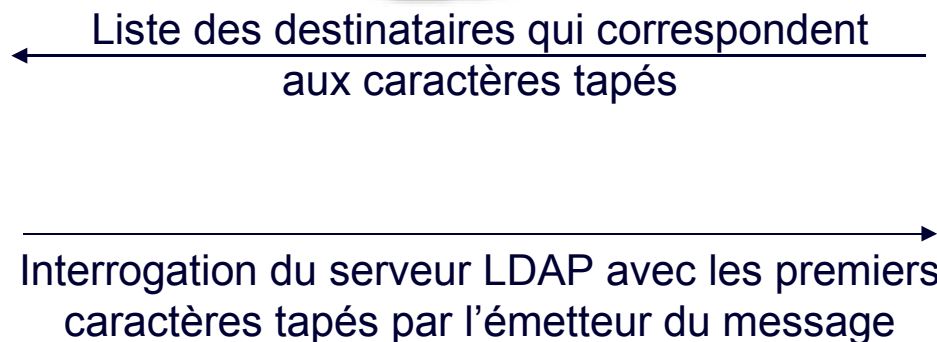 Liste des destinataires qui correspondent
aux caractères tapés
Interrogation du serveur LDAP avec les premiers
caractères tapés par l’émetteur du message